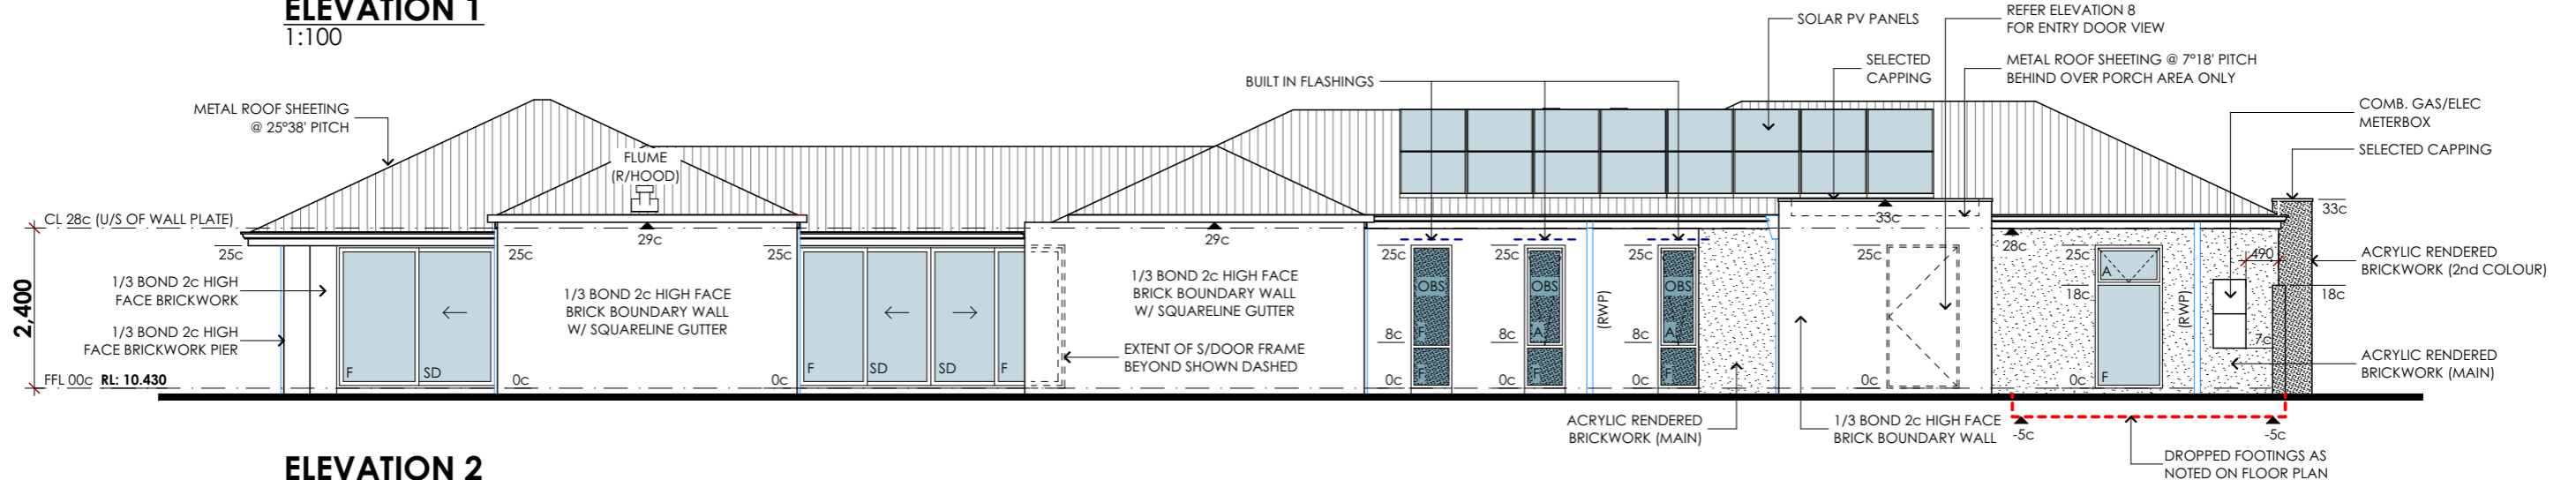 ELEVATION 1
1:100
SOLAR PV PANELS
REFER ELEVATION 8
FOR ENTRY DOOR VIEW
BUILT IN FLASHINGS
SELECTED
CAPPING
METAL ROOF SHEETING @ 7°18' PITCH
BEHIND OVER PORCH AREA ONLY
METAL ROOF SHEETING
@ 25°38' PITCH
COMB. GAS/ELEC
METERBOX
SELECTED CAPPING
FLUME
(R/HOOD)
CL 28c (U/S OF WALL PLATE)
33c
33c
29c
29c
28c
25c
25c
25c
25c
25c
25c
25c
25c
490
ACRYLIC RENDERED
BRICKWORK (2nd COLOUR)
2,400
1/3 BOND 2c HIGH
FACE BRICKWORK
1/3 BOND 2c HIGH FACE
BRICK BOUNDARY WALL
W/ SQUARELINE GUTTER
1/3 BOND 2c HIGH FACE
BRICK BOUNDARY WALL
W/ SQUARELINE GUTTER
OBS
OBS
OBS
A
18c
18c
(RWP)
(RWP)
1/3 BOND 2c HIGH
FACE BRICKWORK PIER
8c
8c
8c
F
A
A
7c
EXTENT OF S/DOOR FRAME
BEYOND SHOWN DASHED
ACRYLIC RENDERED
BRICKWORK (MAIN)
F
SD
F
SD
SD
F
F
F
F
F
FFL 00c RL: 10.430
0c
0c
0c
0c
0c
0c
0c
ACRYLIC RENDERED
BRICKWORK (MAIN)
1/3 BOND 2c HIGH FACE
BRICK BOUNDARY WALL
-5c
-5c
DROPPED FOOTINGS AS
NOTED ON FLOOR PLAN
ELEVATION 2